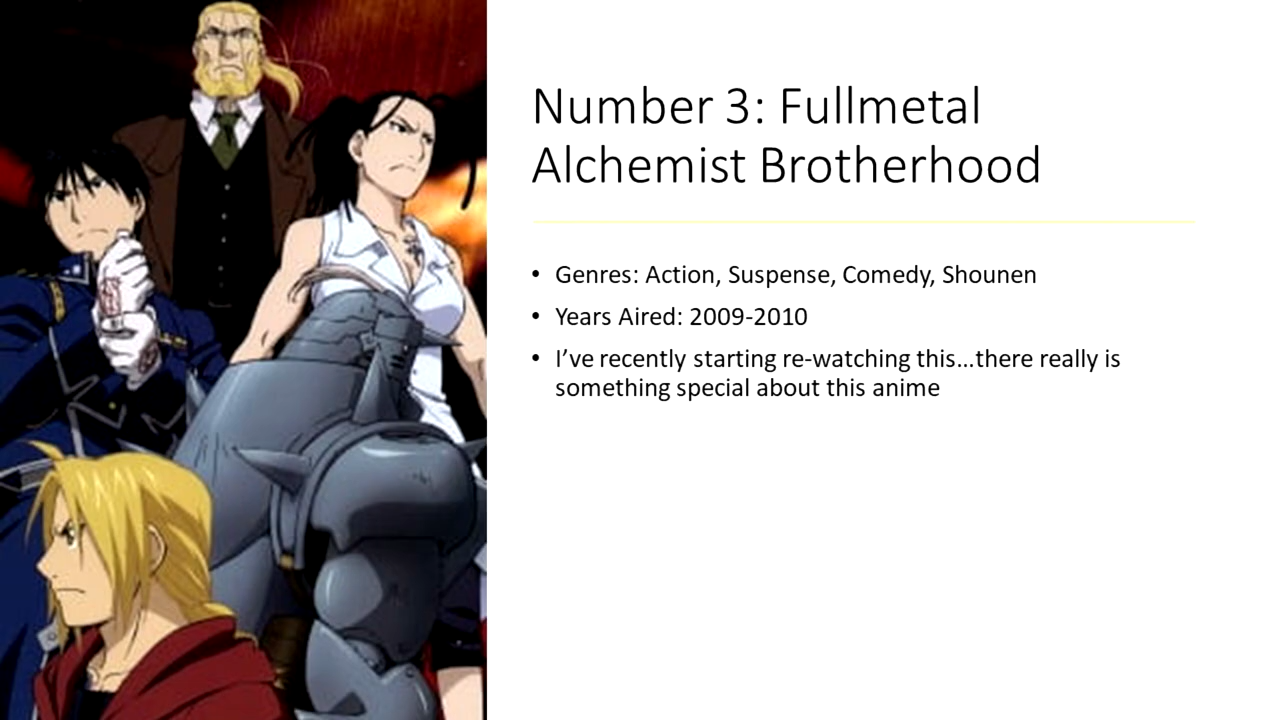 Number 3: Fullmetal
Alchemist Brotherhood
• Genres: Action, Suspense, Comedy, Shounen
• Years Aired: 2009-2010
• I’ve recently starting re-watching this…there really is
something special about this anime